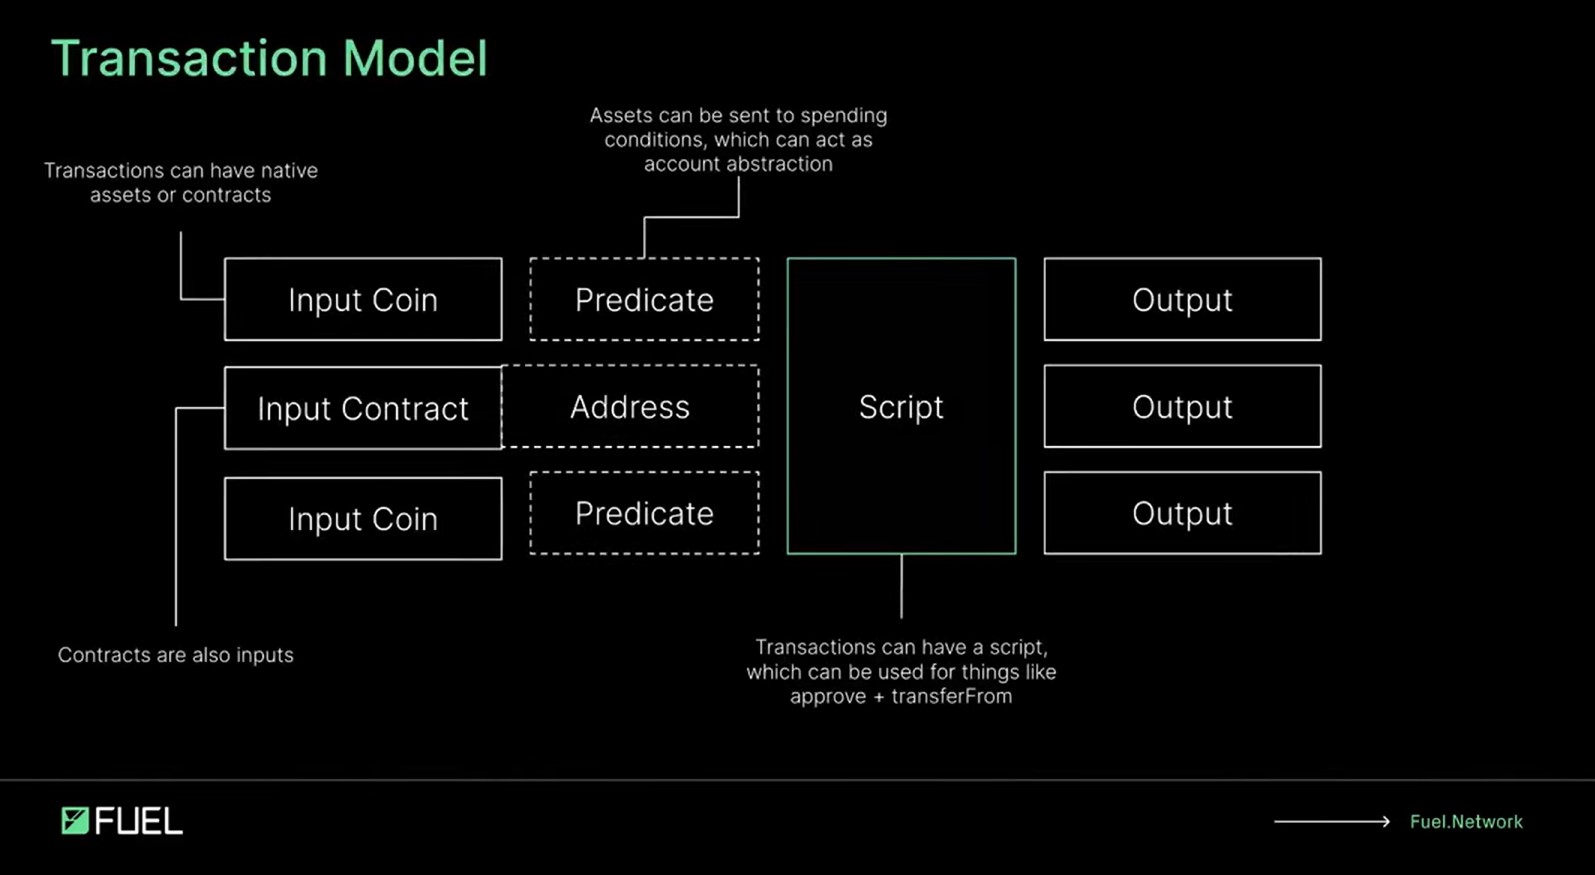 Transaction Model
Assets can be sent to spending
conditions, which can act as
account abstraction
Transactions can have native
assets or contracts
Input Coin
Predicate
Script
Output
Input Contract
Address
Output
Input Coin
Predicate
Output
Contracts are also inputs
Transactions can have a script,
which can be used for things like
approve + transferFrom
FUEL
Fuel.Network